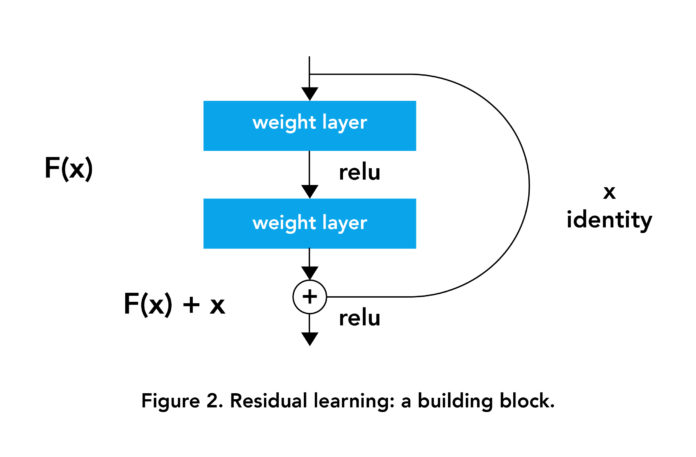 weight layer
relu
F(x)
x
identity
weight layer
+
F(x) + x
relu
Figure 2. Residual learning: a building block.